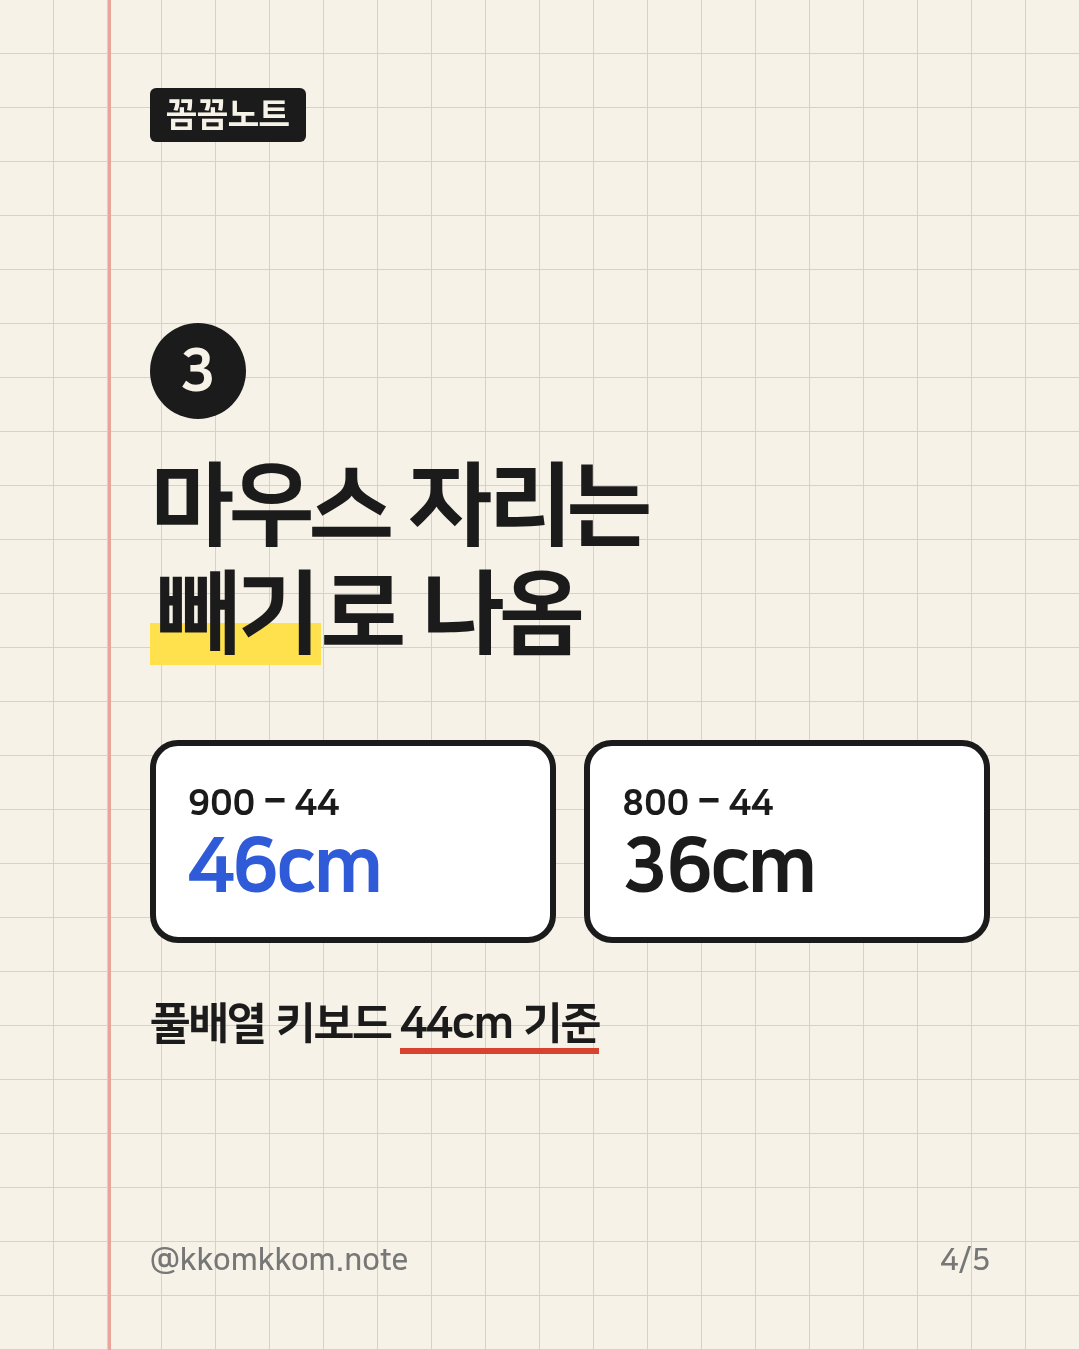 꼼꼼노트
3
마우스 자리는
빼기로 나옴
900 – 44
46cm
800 – 44
36cm
풀배열 키보드 44cm 기준
@kkomkkom.note
4/5